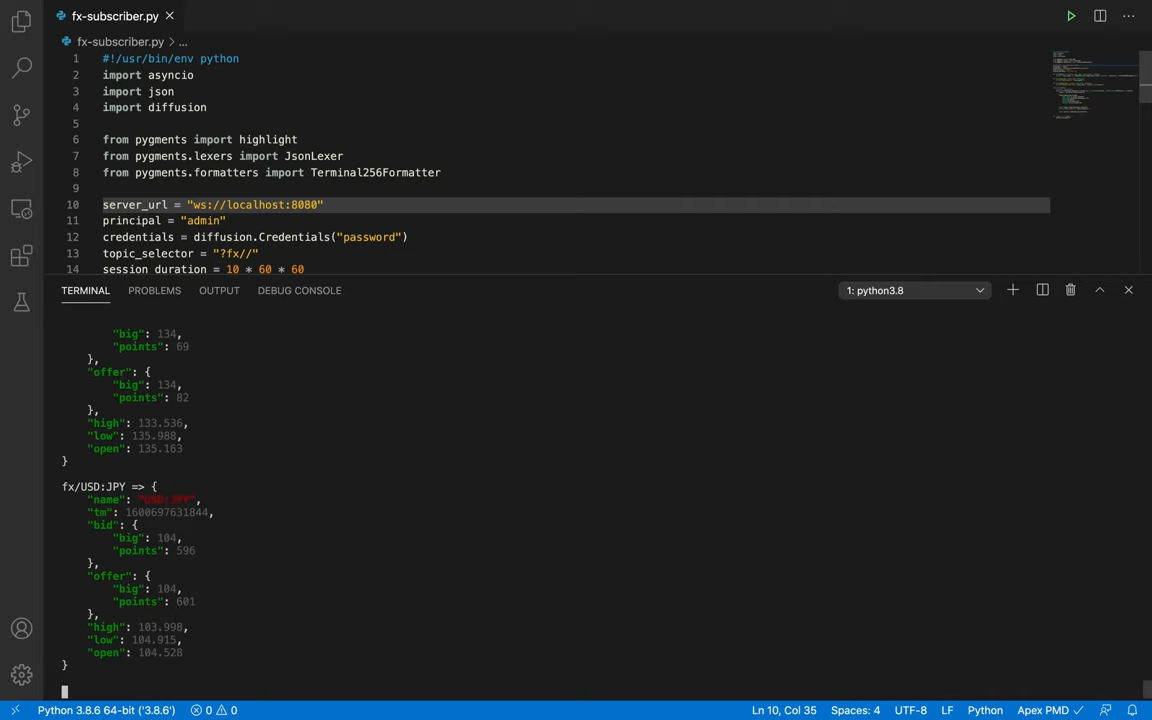 fx-subscriber.py
fx-subscriber.py > ...
1 #!/usr/bin/env python
2 import asyncio
3 import json
4 import diffusion
5
6 from pygments import highlight
7 from pygments.lexers import JsonLexer
8 from pygments.formatters import Terminal256Formatter
9
10 server_url = "ws://localhost:8080"
11 principal = "admin"
12 credentials = diffusion.Credentials("password")
13 topic_selector = "?fx//"
14 session_duration = 10 * 60 * 60
TERMINAL PROBLEMS OUTPUT DEBUG CONSOLE 1: python3.8
"big": 134,
"points": 69
},
"offer": {
"big": 134,
"points": 82
},
"high": 133.536,
"low": 135.988,
"open": 135.163
}
fx/USD:JPY => {
"name": "USD:JPY",
"tm": 1600697631844,
"bid": {
"big": 104,
"points": 596
},
"offer": {
"big": 104,
"points": 601
},
"high": 103.998,
"low": 104.915,
"open": 104.528
}
Python 3.8.6 64-bit ('3.8.6') 0 0 Ln 10, Col 35 Spaces: 4 UTF-8 LF Python Apex PMD ✓